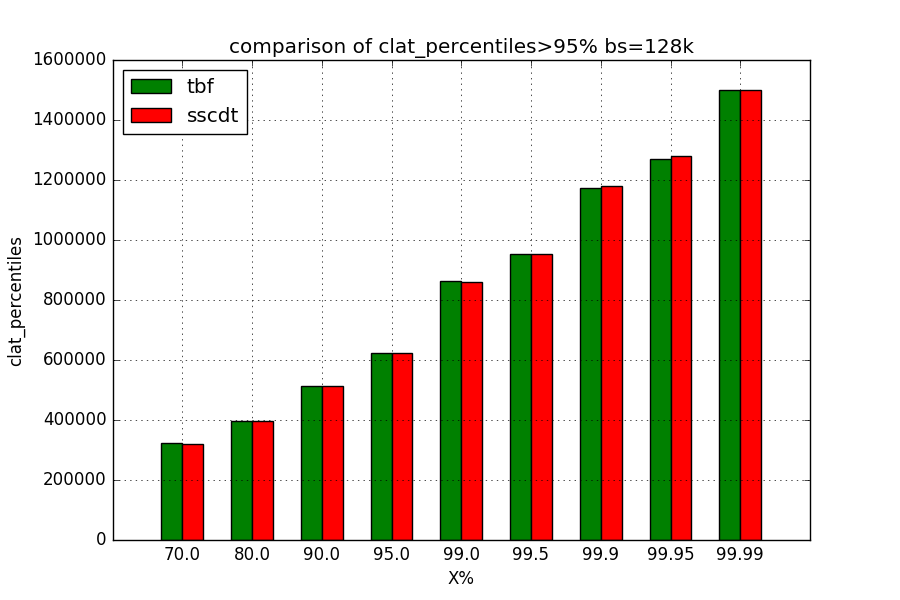 comparison of clat_percentiles>95% bs=128k
1600000
1400000
1200000
1000000
800000
600000
400000
200000
0
clat_percentiles
tbf
sscdt
70.0 80.0 90.0 95.0 99.0 99.5 99.9 99.95 99.99
X%